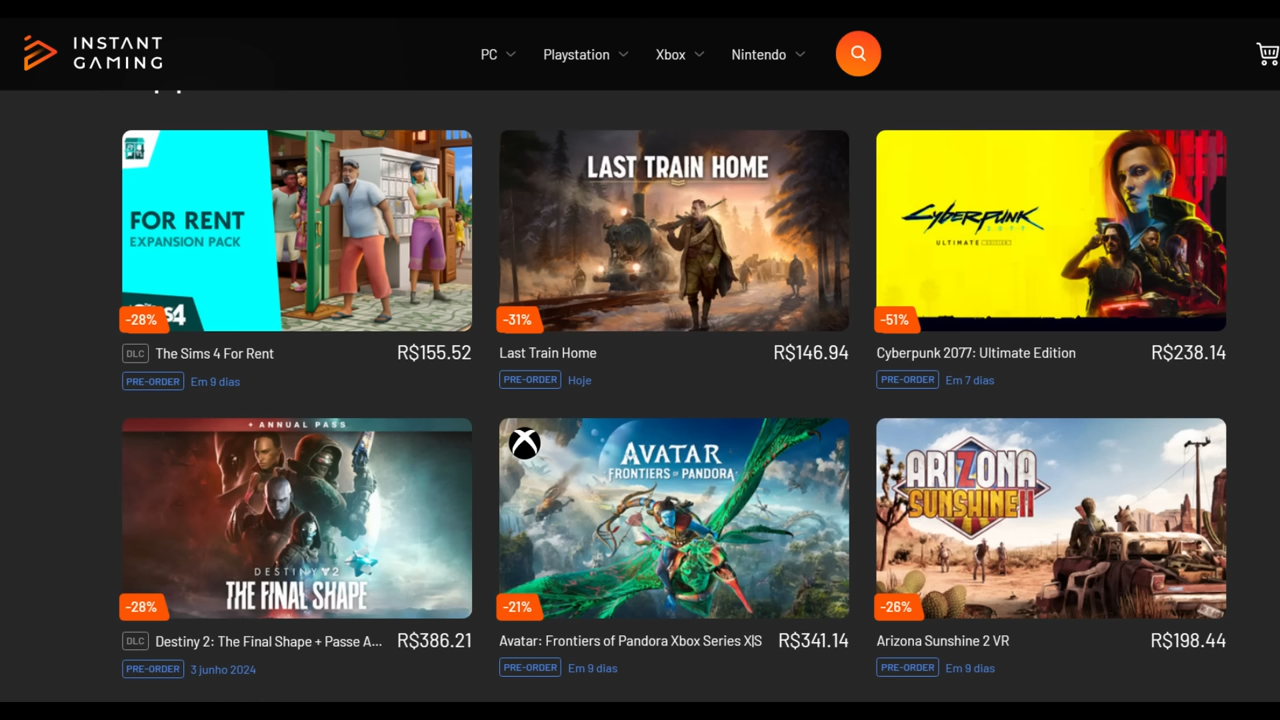 INSTANT
GAMING
PC
Playstation
Xbox
Nintendo
FOR RENT
EXPANSION PACK
S4
-28%
DLC The Sims 4 For Rent R$155.52
PRE-ORDER Em 9 dias
LAST TRAIN HOME
-31%
Last Train Home R$146.94
PRE-ORDER Hoje
CYBERPUNK
2077
ULTIMATE EDITION
-51%
Cyberpunk 2077: Ultimate Edition R$238.14
PRE-ORDER Em 7 dias
+ ANNUAL PASS
DESTINY 2
THE FINAL SHAPE
-28%
DLC Destiny 2: The Final Shape + Passe A... R$386.21
PRE-ORDER 3 junho 2024
AVATAR
FRONTIERS OF PANDORA
-21%
Avatar: Frontiers of Pandora Xbox Series X|S R$341.14
PRE-ORDER Em 9 dias
ARIZONA
SUNSHINE II
-26%
Arizona Sunshine 2 VR R$198.44
PRE-ORDER Em 9 dias